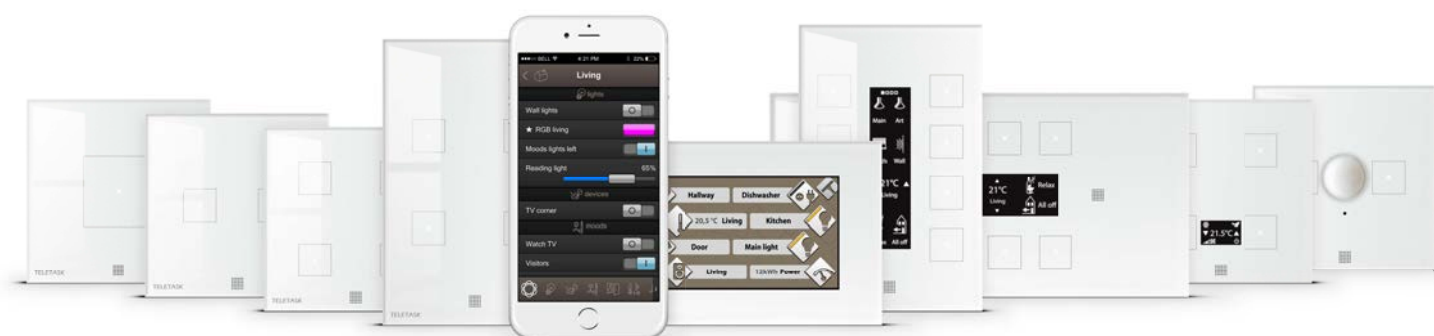 TELETASK
TELETASK
TELETASK
TELETASK
BELL 4:21 PM 22%
Living
lights
Wall lights
★ RGB living
Moods lights left
Reading light 65%
devices
TV corner
moods
Watch TV
Visitors
Hallway Dishwasher
20,5 °C Living Kitchen
Door Main light
Living 12kWh Power
Main Art
Wall
21°C
Living
All off
21°C Relax
Living All off
21.5°C